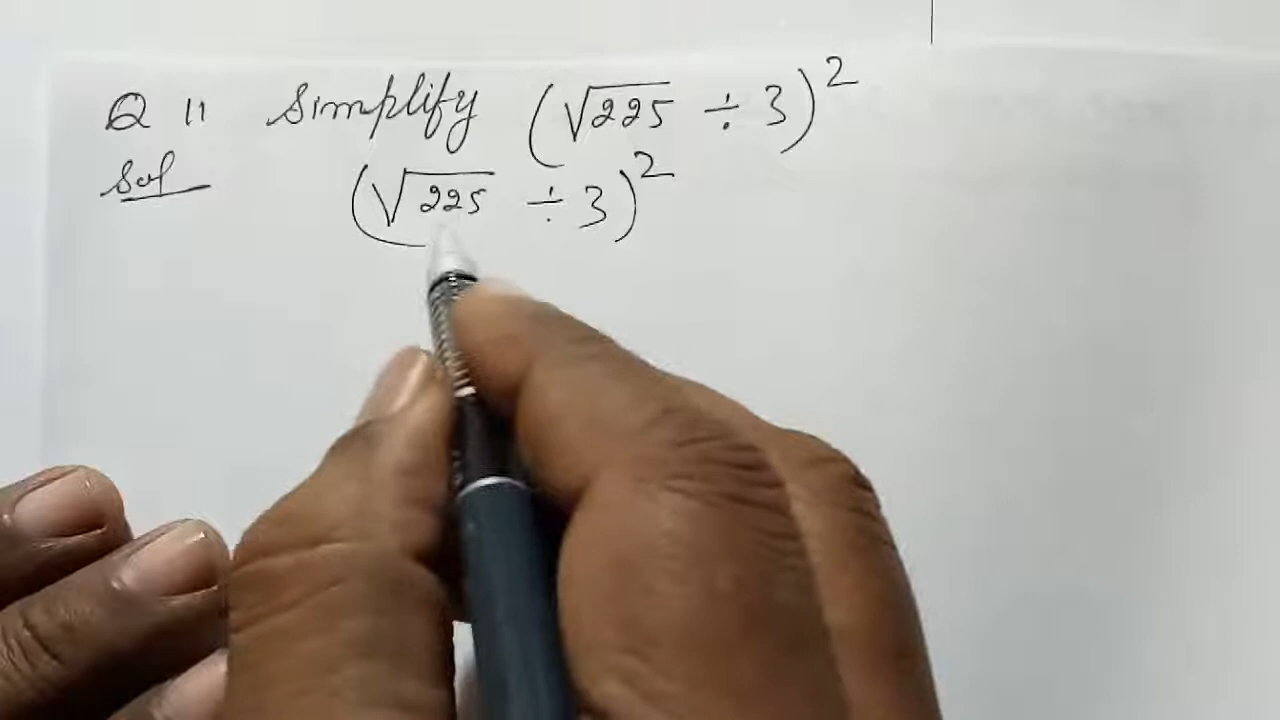 Q 11 Simplify (√225 ÷ 3)²
Sol (√225 ÷ 3)²